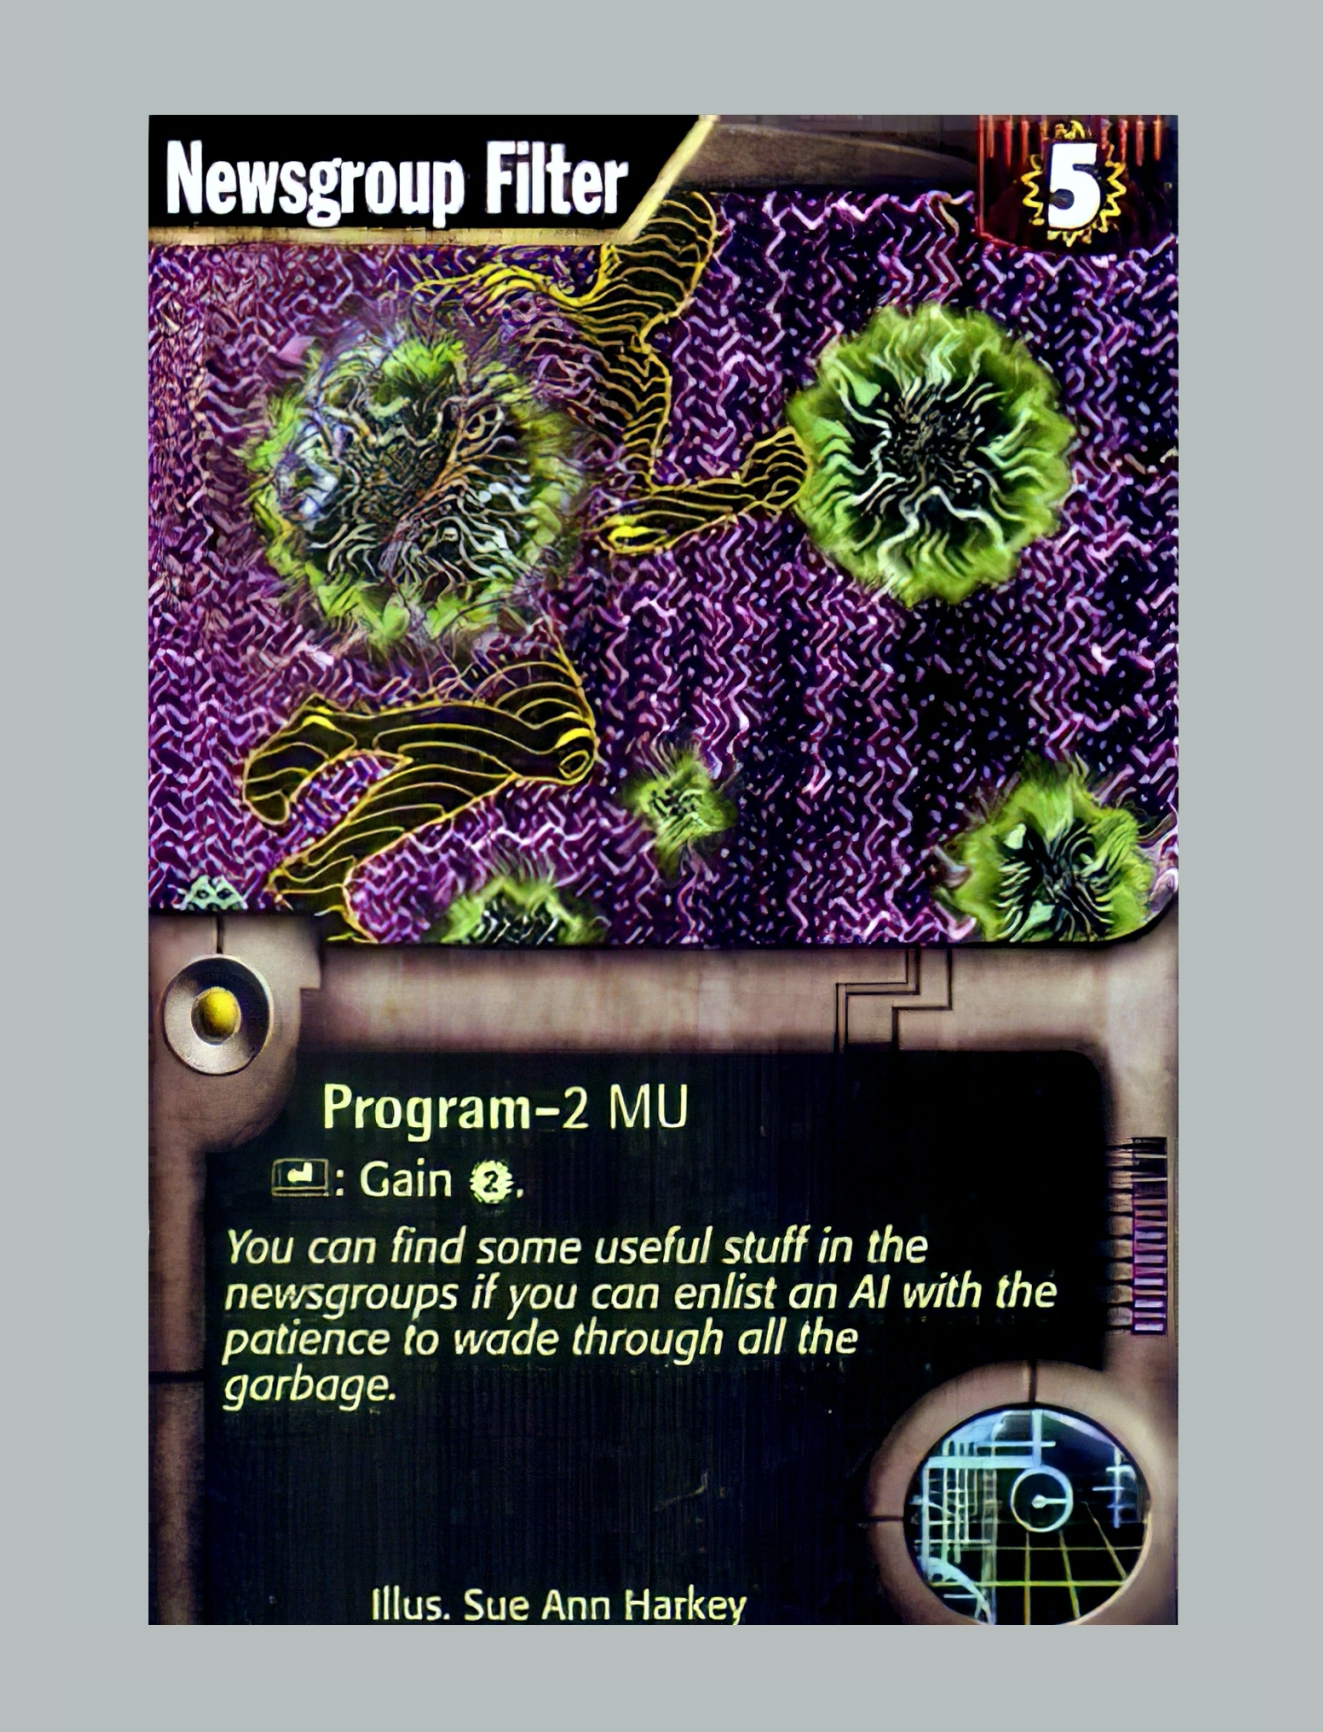 Newsgroup Filter
5
Program–2 MU
: Gain 2.
You can find some useful stuff in the
newsgroups if you can enlist an AI with the
patience to wade through all the
garbage.
Illus. Sue Ann Harkey